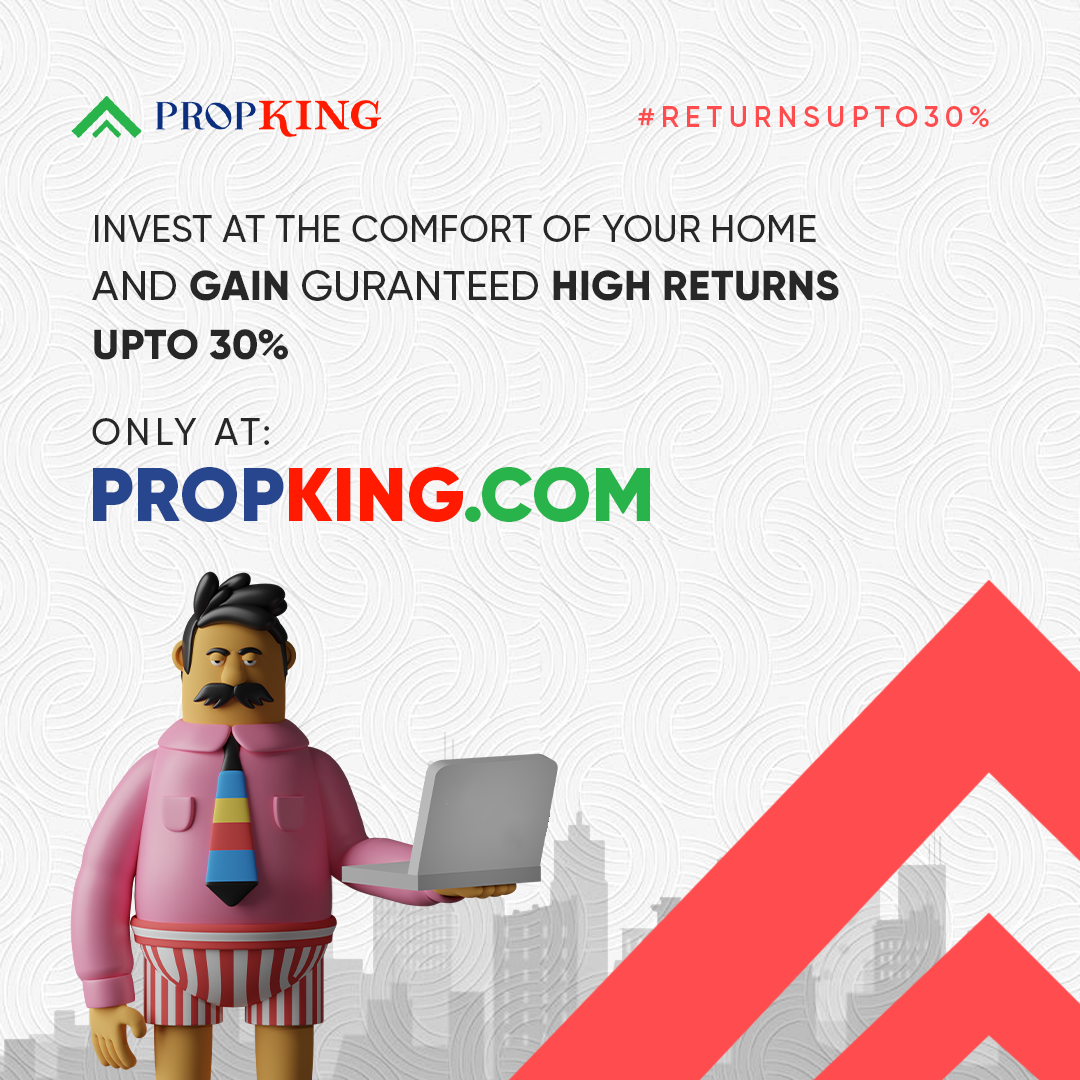 PROPKING
#RETURNSUPTO30%
INVEST AT THE COMFORT OF YOUR HOME
AND GAIN GURANTEED HIGH RETURNS
UPTO 30%
ONLY AT:
PROPKING.COM